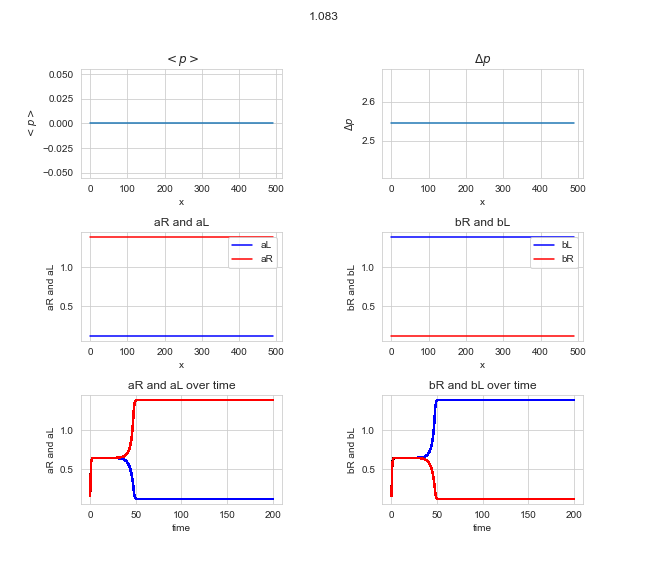 1.083
< p >
Δp
0.050
0.025
0.000
−0.025
−0.050
< p >
0 100 200 300 400 500
x
2.6
2.5
Δp
0 100 200 300 400 500
x
aR and aL
bR and bL
1.0
0.5
aR and aL
aL
aR
0 100 200 300 400 500
x
1.0
0.5
bR and bL
bL
bR
0 100 200 300 400 500
x
aR and aL over time
bR and bL over time
1.0
0.5
aR and aL
0 50 100 150 200
time
1.0
0.5
bR and bL
0 50 100 150 200
time